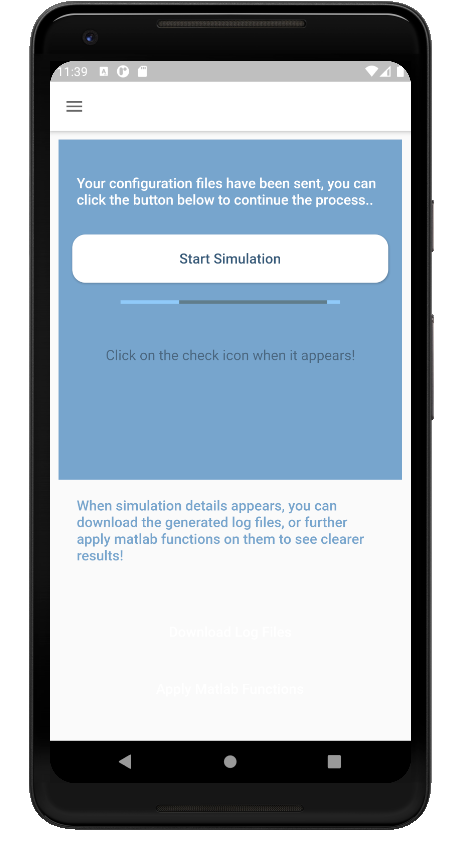 11:39
Your configuration files have been sent, you can
click the button below to continue the process..
Start Simulation
Click on the check icon when it appears!
When simulation details appears, you can
download the generated log files, or further
apply matlab functions on them to see clearer
results!
Download Log Files
Apply Matlab Functions